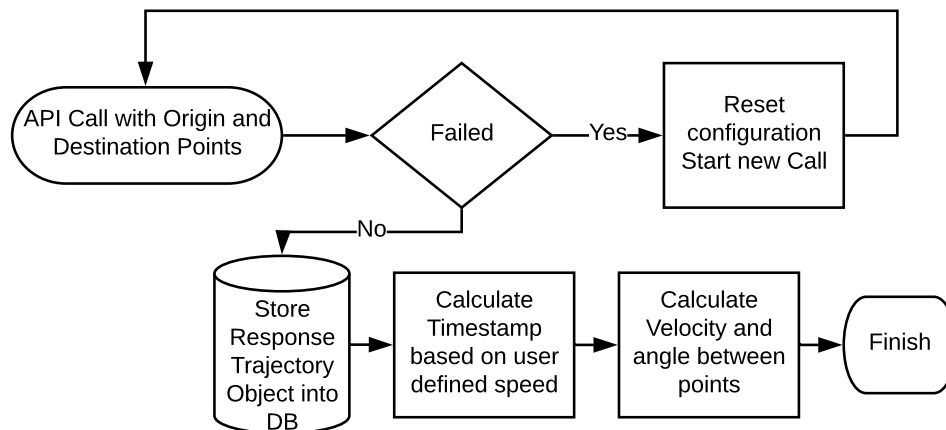 API Call with Origin and
Destination Points
Failed
Yes
Reset
configuration
Start new Call
No
Store
Response
Trajectory
Object into
DB
Calculate
Timestamp
based on user
defined speed
Calculate
Velocity and
angle between
points
Finish